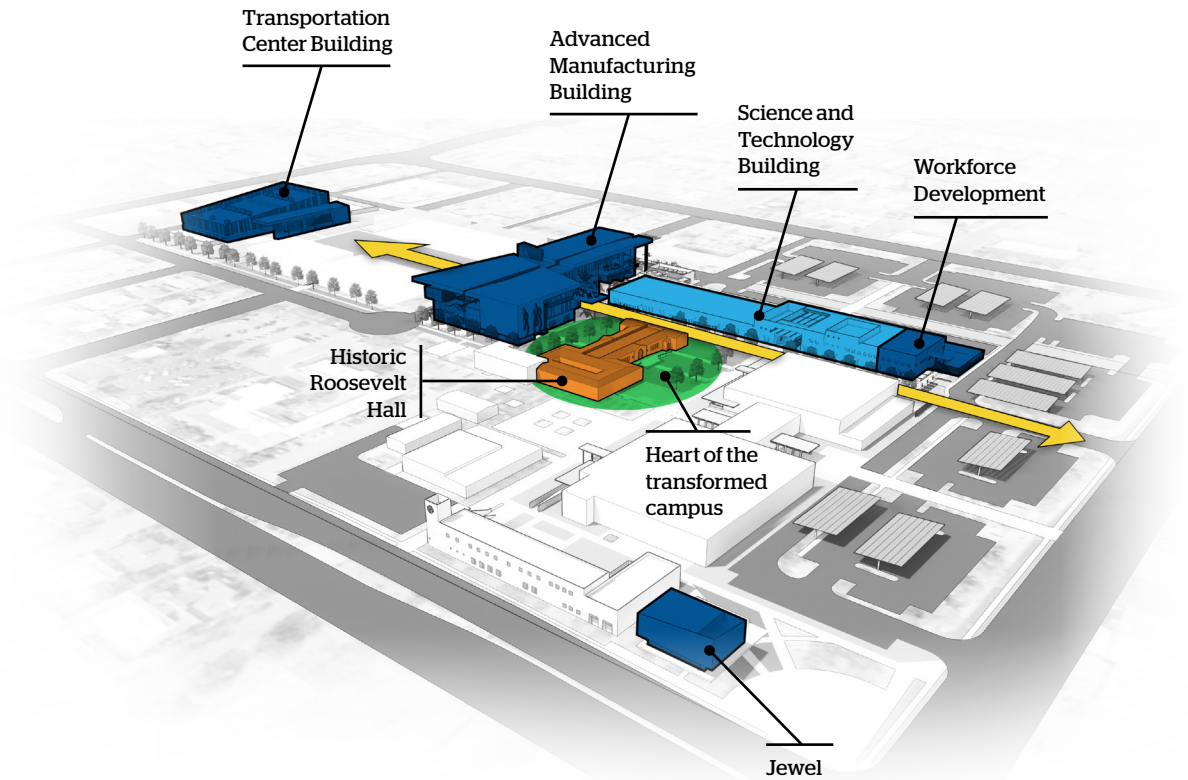 Transportation
Center Building
Advanced
Manufacturing
Building
Science and
Technology
Building
Workforce
Development
Historic
Roosevelt
Hall
Heart of the
transformed
campus
Jewel